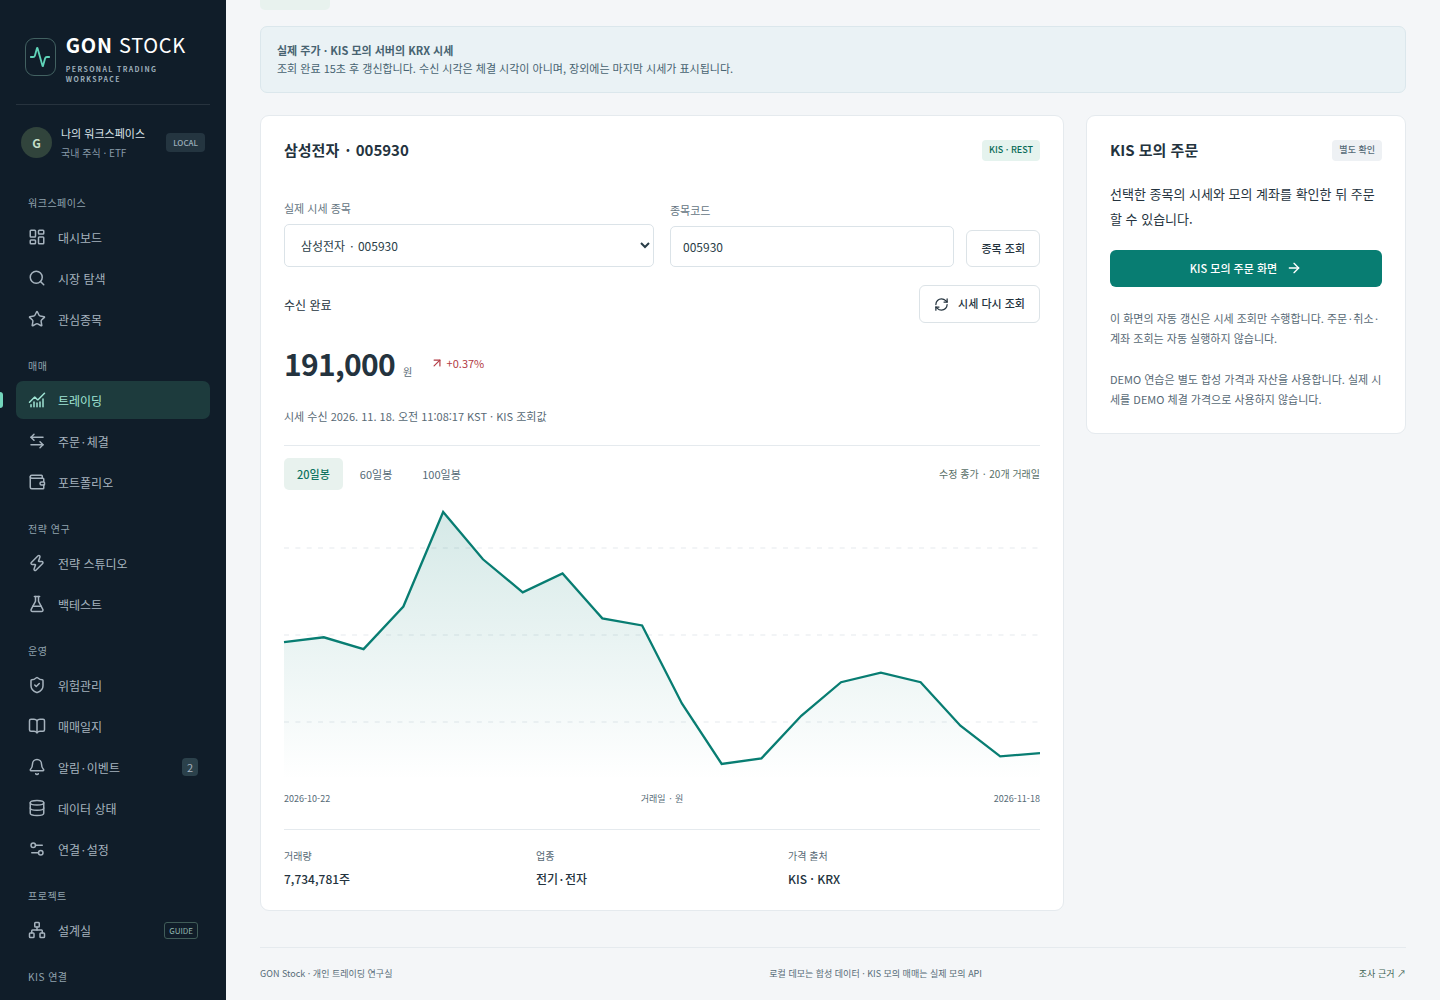 GON STOCK
PERSONAL TRADING
WORKSPACE
G
나의 워크스페이스
국내 주식 · ETF
LOCAL
워크스페이스
대시보드
시장 탐색
관심종목
매매
트레이딩
주문·체결
포트폴리오
전략 연구
전략 스튜디오
백테스트
운영
위험관리
매매일지
알림·이벤트
2
데이터 상태
연결·설정
프로젝트
설계실
GUIDE
KIS 연결
실제 주가 · KIS 모의 서버의 KRX 시세
조회 완료 15초 후 갱신합니다. 수신 시각은 체결 시각이 아니며, 장외에는 마지막 시세가 표시됩니다.
삼성전자 · 005930
KIS · REST
실제 시세 종목
삼성전자 · 005930
종목코드
005930
종목 조회
수신 완료
시세 다시 조회
191,000 원
+0.37%
시세 수신 2026. 11. 18. 오전 11:08:17 KST · KIS 조회값
20일봉
60일봉
100일봉
수정 종가 · 20개 거래일
2026-10-22
거래일 · 원
2026-11-18
거래량
7,734,781주
업종
전기·전자
가격 출처
KIS · KRX
KIS 모의 주문
별도 확인
선택한 종목의 시세와 모의 계좌를 확인한 뒤 주문
할 수 있습니다.
KIS 모의 주문 화면
이 화면의 자동 갱신은 시세 조회만 수행합니다. 주문·취소·
계좌 조회는 자동 실행하지 않습니다.
DEMO 연습은 별도 합성 가격과 자산을 사용합니다. 실제 시
세를 DEMO 체결 가격으로 사용하지 않습니다.
GON Stock · 개인 트레이딩 연구실
로컬 데모는 합성 데이터 · KIS 모의 매매는 실제 모의 API
조사 근거 ↗